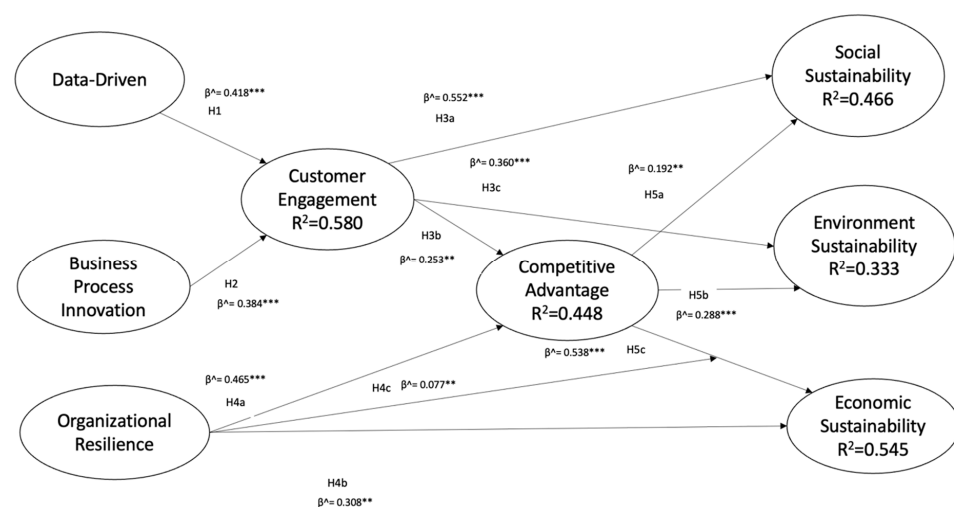 Data-Driven
β^= 0.418***
H1
β^= 0.552***
H3a
Social
Sustainability
R²=0.466
Customer
Engagement
R²=0.580
β^= 0.360***
H3c
β^= 0.192**
H5a
H3b
β^= 0.253**
Environment
Sustainability
R²=0.333
Business
Process
Innovation
H2
β^= 0.384***
Competitive
Advantage
R²=0.448
H5b
β^= 0.288***
β^= 0.538***
H5c
β^= 0.465***
H4a
H4c
β^= 0.077**
Organizational
Resilience
Economic
Sustainability
R²=0.545
H4b
β^= 0.308**